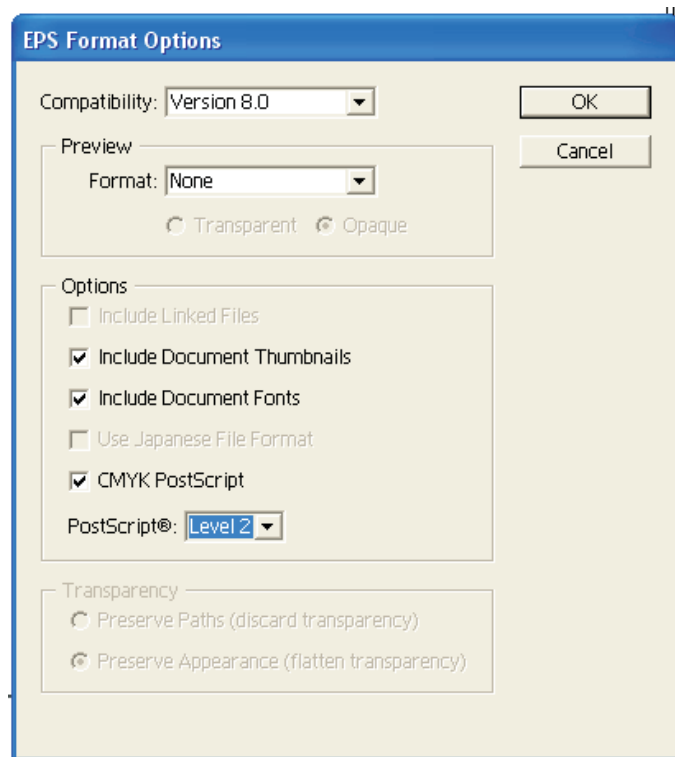 EPS Format Options
Compatibility: Version 8.0
OK
Cancel
Preview
Format: None
Transparent Opaque
Options
Include Linked Files
Include Document Thumbnails
Include Document Fonts
Use Japanese File Format
CMYK PostScript
PostScript®: Level 2
Transparency
Preserve Paths (discard transparency)
Preserve Appearance (flatten transparency)